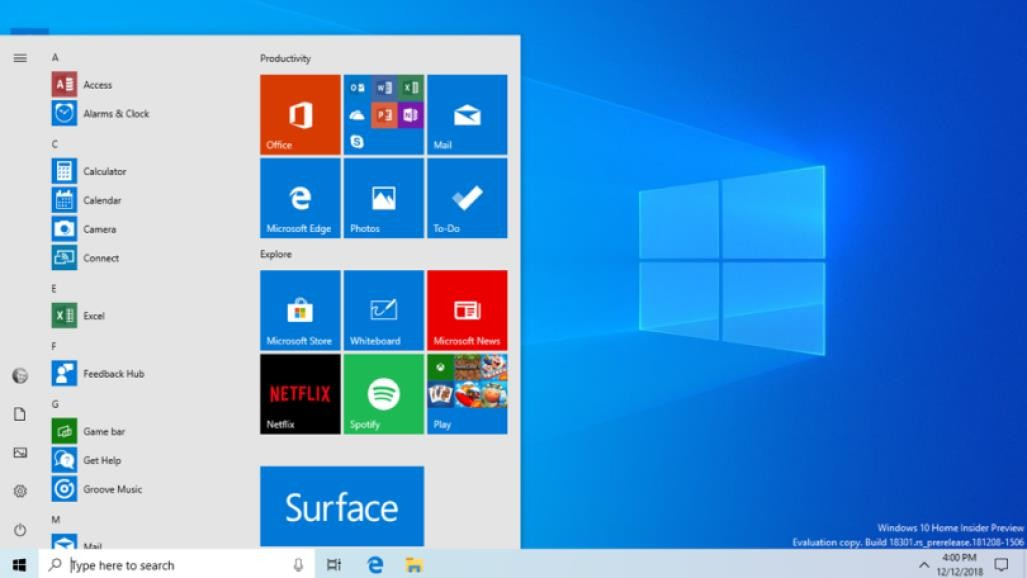 A
Access
Alarms & Clock
C
Calculator
Calendar
Camera
Connect
E
Excel
F
Feedback Hub
G
Game bar
Get Help
Groove Music
M
Mail
Productivity
Office
Mail
Microsoft Edge
Photos
To-Do
Explore
Microsoft Store
Whiteboard
Microsoft News
NETFLIX
Netflix
Spotify
Play
Surface
Windows 10 Home Insider Preview
Evaluation copy. Build 18301.rs_prerelease.181208-1506
Type here to search
4:00 PM
12/12/2018